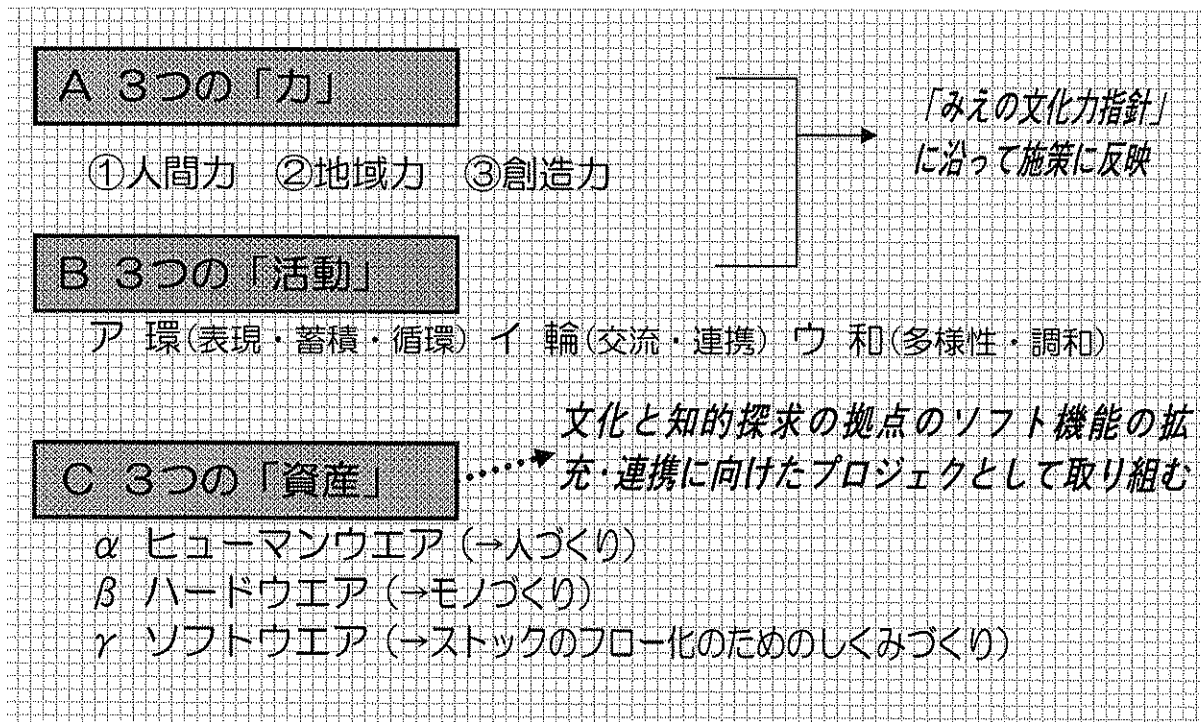 A 3つの「力」
①人間力 ②地域力 ③創造力
「みえの文化力指針」
に沿って施策に反映
B 3つの「活動」
ア 環(表現・蓄積・循環) イ 輪(交流・連携) ウ 和(多様性・調和)
C 3つの「資産」
文化と知的探求の拠点のソフト機能の拡
充・連携に向けたプロジェクとして取り組む
α ヒューマンウエア (→人づくり)
β ハードウエア (→モノづくり)
γ ソフトウエア (→ストックのフロー化のためのしくみづくり)